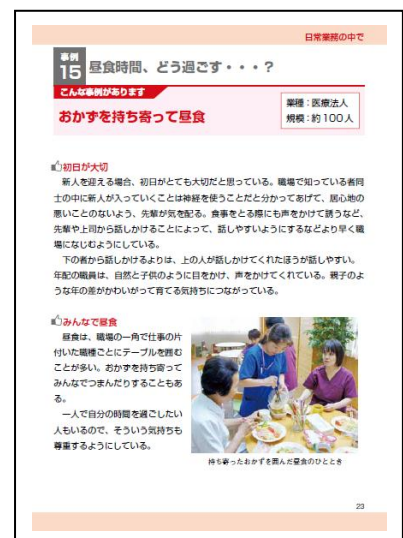 日常業務の中で
事例
15 昼食時間、どう過ごす・・・?
こんな事例があります
おかずを持ち寄って昼食
業種：医療法人
規模：約100人
初日が大切
　新人を迎える場合、初日がとても大切だと思っている。職場で知っている者同
士の中に新人が入っていくことは神経を使うことだと分かってあげて、居心地の
悪いことのないよう、先輩が気を配る。食事をとる際にも声をかけて誘うなど、
先輩や上司から話しかけることによって、話しやすいようにするなどより早く職
場になじむようにしている。
　下の者から話しかけるよりは、上の人が話しかけてくれたほうが話しやすい。
年配の職員は、自然と子供のように目をかけ、声をかけてくれている。親子のよ
うな年の差がかわいがって育てる気持ちにつながっている。
みんなで昼食
　昼食は、職場の一角で仕事の片
付いた職種ごとにテーブルを囲む
ことが多い。おかずを持ち寄って
みんなでつまんだりすることもあ
る。
　一人で自分の時間を過ごしたい
人もいるので、そういう気持ちも
尊重するようにしている。
持ち寄ったおかずを囲んだ昼食のひととき
23